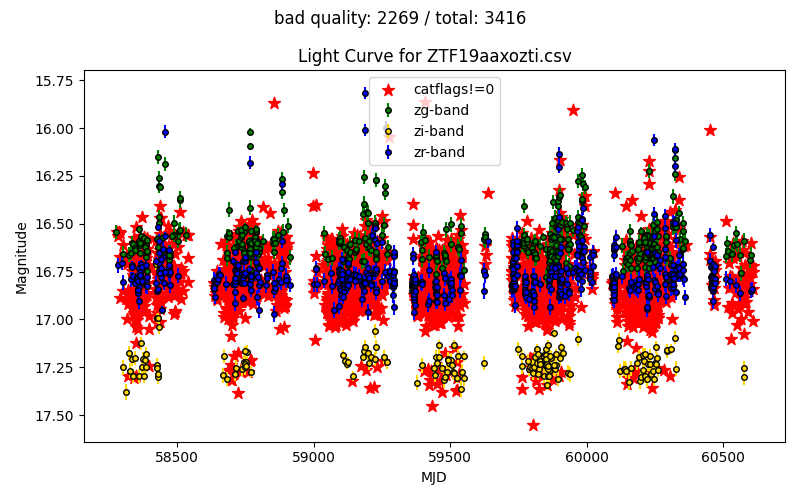 bad quality: 2269 / total: 3416
Light Curve for ZTF19aaxozti.csv
catflags!=0
zg-band
zi-band
zr-band
15.75
16.00
16.25
16.50
16.75
17.00
17.25
17.50
Magnitude
58500
59000
59500
60000
60500
MJD